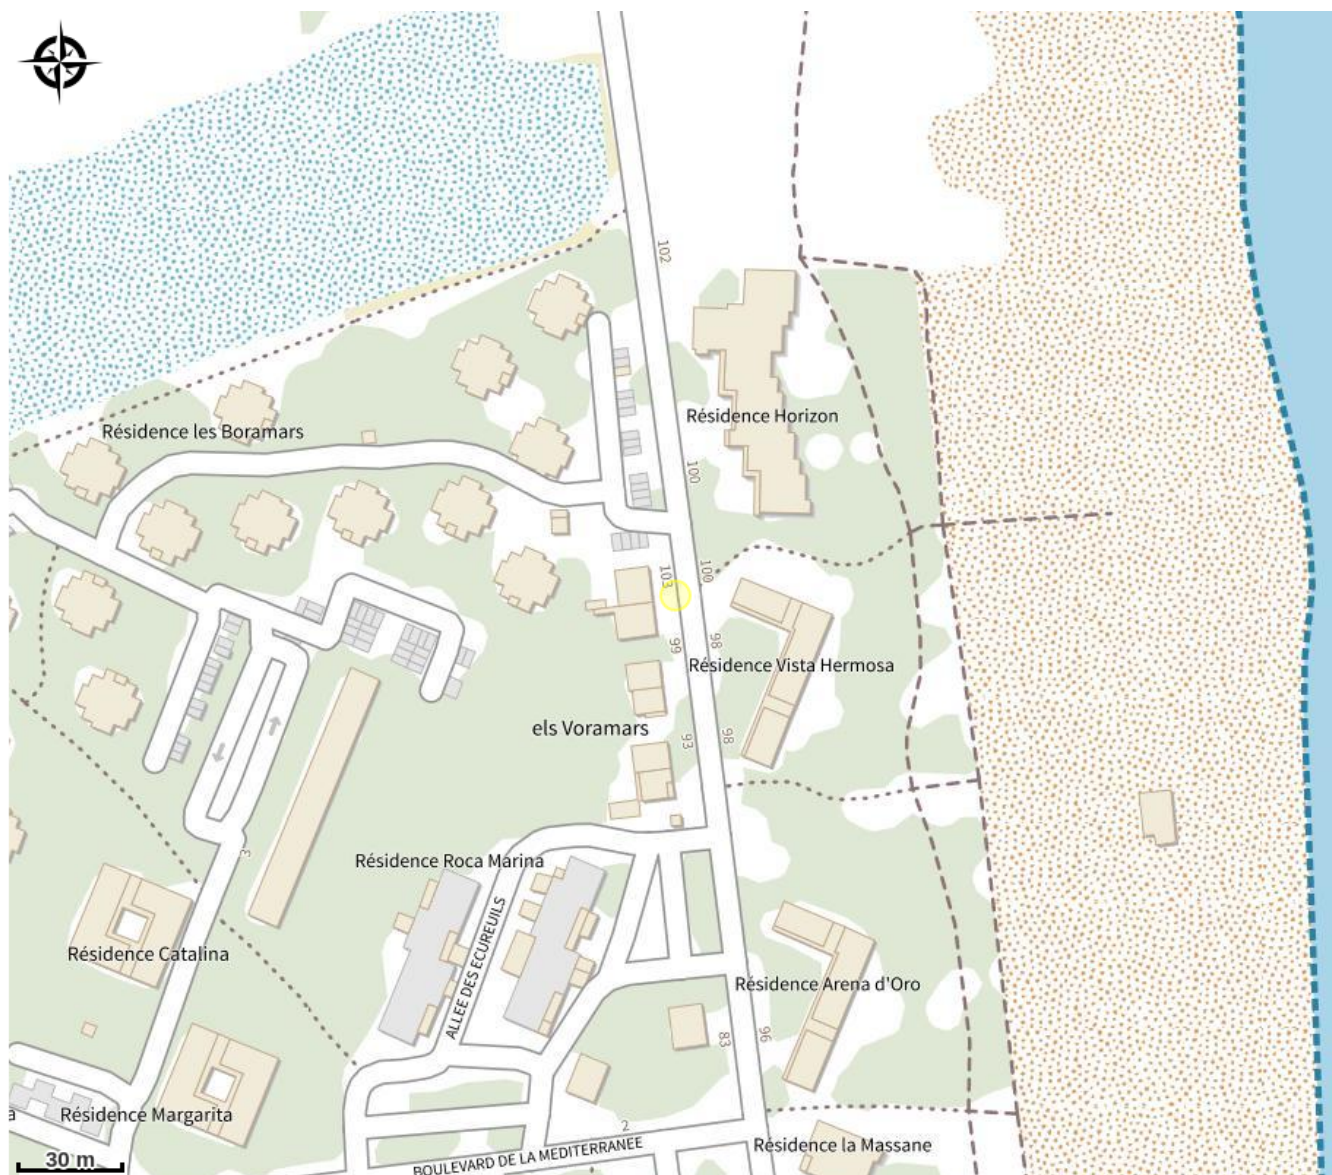 102
Résidence Horizon
Résidence les Boramars
100
103
100
99
98
Résidence Vista Hermosa
els Voramars
93
98
3
Résidence Roca Marina
ALLEE DES ECUREUILS
Résidence Catalina
Résidence Arena d'Oro
83
96
a
Résidence Margarita
2
BOULEVARD DE LA MEDITERRANEE
Résidence la Massane
30 m